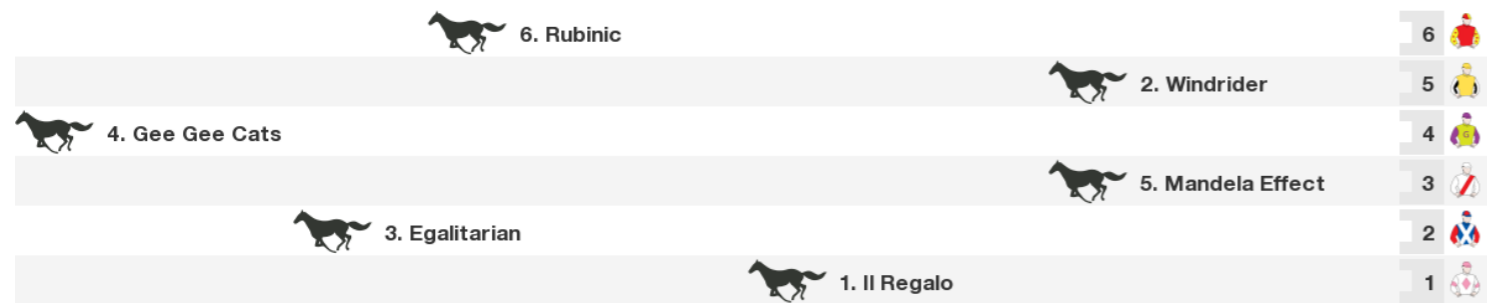 6. Rubinic 6
2. Windrider 5
4. Gee Gee Cats 4 G
5. Mandela Effect 3
3. Egalitarian 2
1. Il Regalo 1